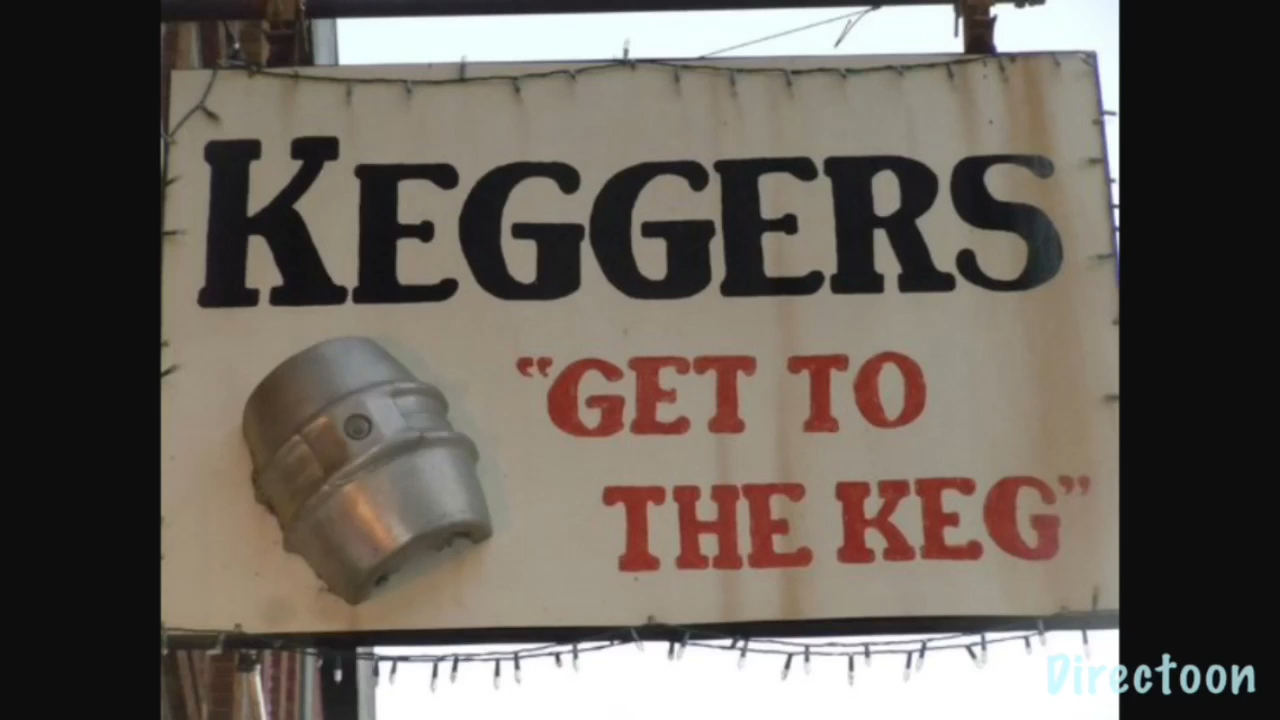 KEGGERS
“GET TO
THE KEG”
Directoon